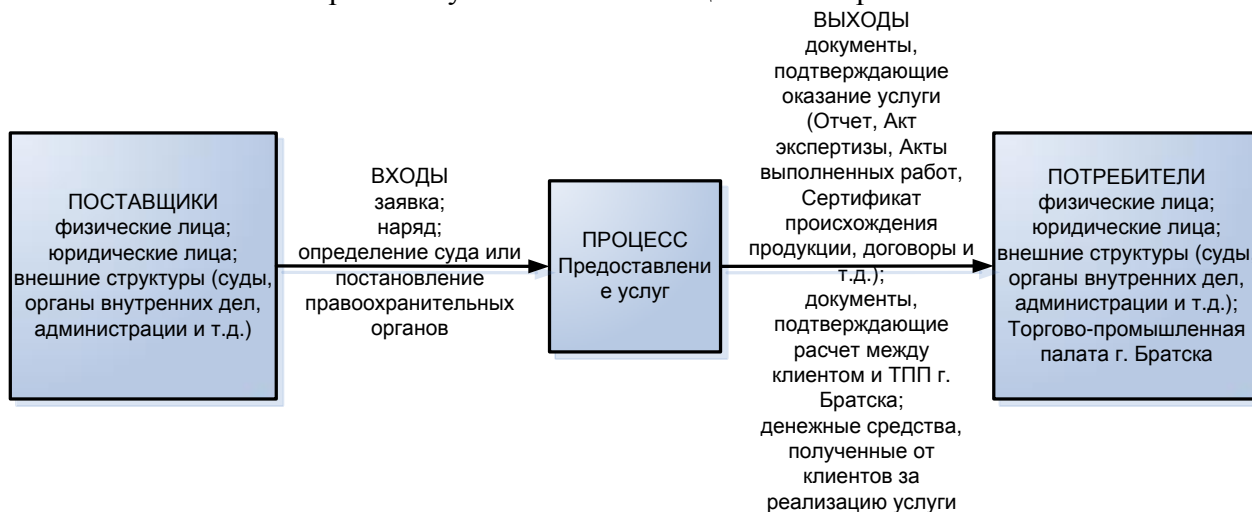 ПОСТАВЩИКИ
физические лица;
юридические лица;
внешние структуры (суды,
органы внутренних дел,
администрации и т.д.)
ВХОДЫ
заявка;
наряд;
определение суда или
постановление
правоохранительных
органов
ПРОЦЕСС
Предоставлени
е услуг
ВЫХОДЫ
документы,
подтверждающие
оказание услуги
(Отчет, Акт
экспертизы, Акты
выполненных работ,
Сертификат
происхождения
продукции, договоры и
т.д.);
документы,
подтверждающие
расчет между
клиентом и ТПП г.
Братска;
денежные средства,
полученные от
клиентов за
реализацию услуги
ПОТРЕБИТЕЛИ
физические лица;
юридические лица;
внешние структуры (суды,
органы внутренних дел,
администрации и т.д.);
Торгово-промышленная
палата г. Братска